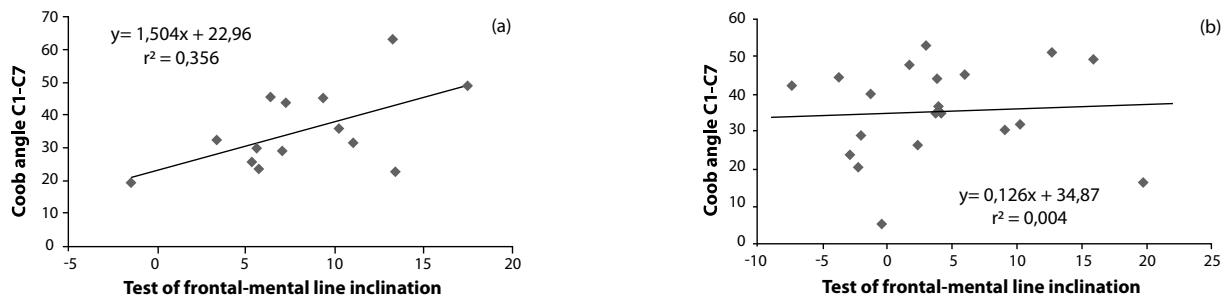 (a)
y= 1,504x + 22,96
r² = 0,356
Coob angle C1-C7
70
60
50
40
30
20
10
0
-5 0 5 10 15 20
Test of frontal-mental line inclination
(b)
Coob angle C1-C7
60
50
40
30
20
10
0
y= 0,126x + 34,87
r² = 0,004
-10 -5 0 5 10 15 20 25
Test of frontal-mental line inclination